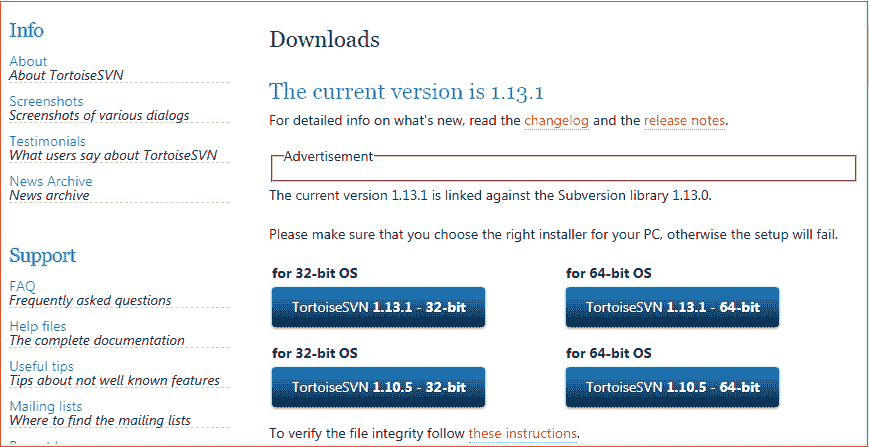 Info
About
About TortoiseSVN
Screenshots
Screenshots of various dialogs
Testimonials
What users say about TortoiseSVN
News Archive
News archive
Support
FAQ
Frequently asked questions
Help files
The complete documentation
Useful tips
Tips about not well known features
Mailing lists
Where to find the mailing lists
Downloads
The current version is 1.13.1
For detailed info on what's new, read the changelog and the release notes.
Advertisement
The current version 1.13.1 is linked against the Subversion library 1.13.0.
Please make sure that you choose the right installer for your PC, otherwise the setup will fail.
for 32-bit OS
TortoiseSVN 1.13.1 - 32-bit
for 64-bit OS
TortoiseSVN 1.13.1 - 64-bit
for 32-bit OS
TortoiseSVN 1.10.5 - 32-bit
for 64-bit OS
TortoiseSVN 1.10.5 - 64-bit
To verify the file integrity follow these instructions.